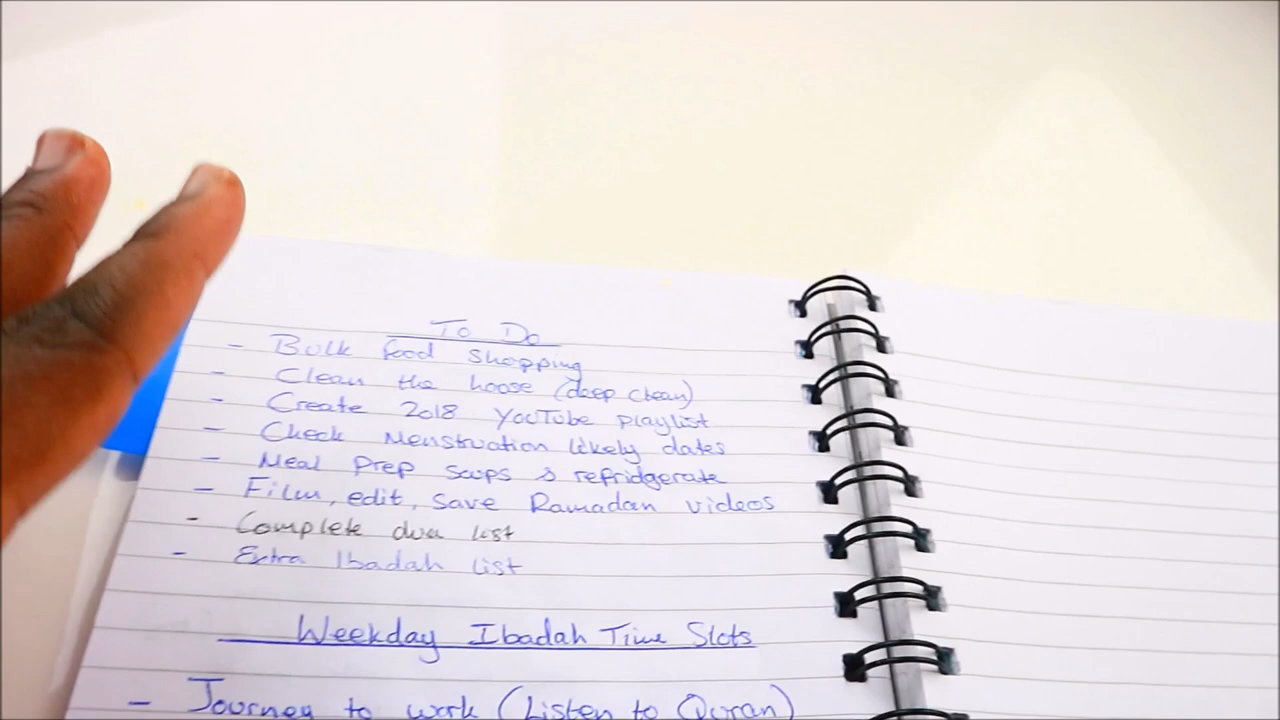 To Do
- Bulk food shopping
- Clean the house (deep clean)
- Create 2018 YouTube playlist
- Check Menstruation likely dates
- Meal Prep soups & refridgerate
- Film, edit, save Ramadan videos
- Complete dua list
- Extra Ibadah list
Weekday Ibadah Time Slots
- Journey to work (Listen to Quran)